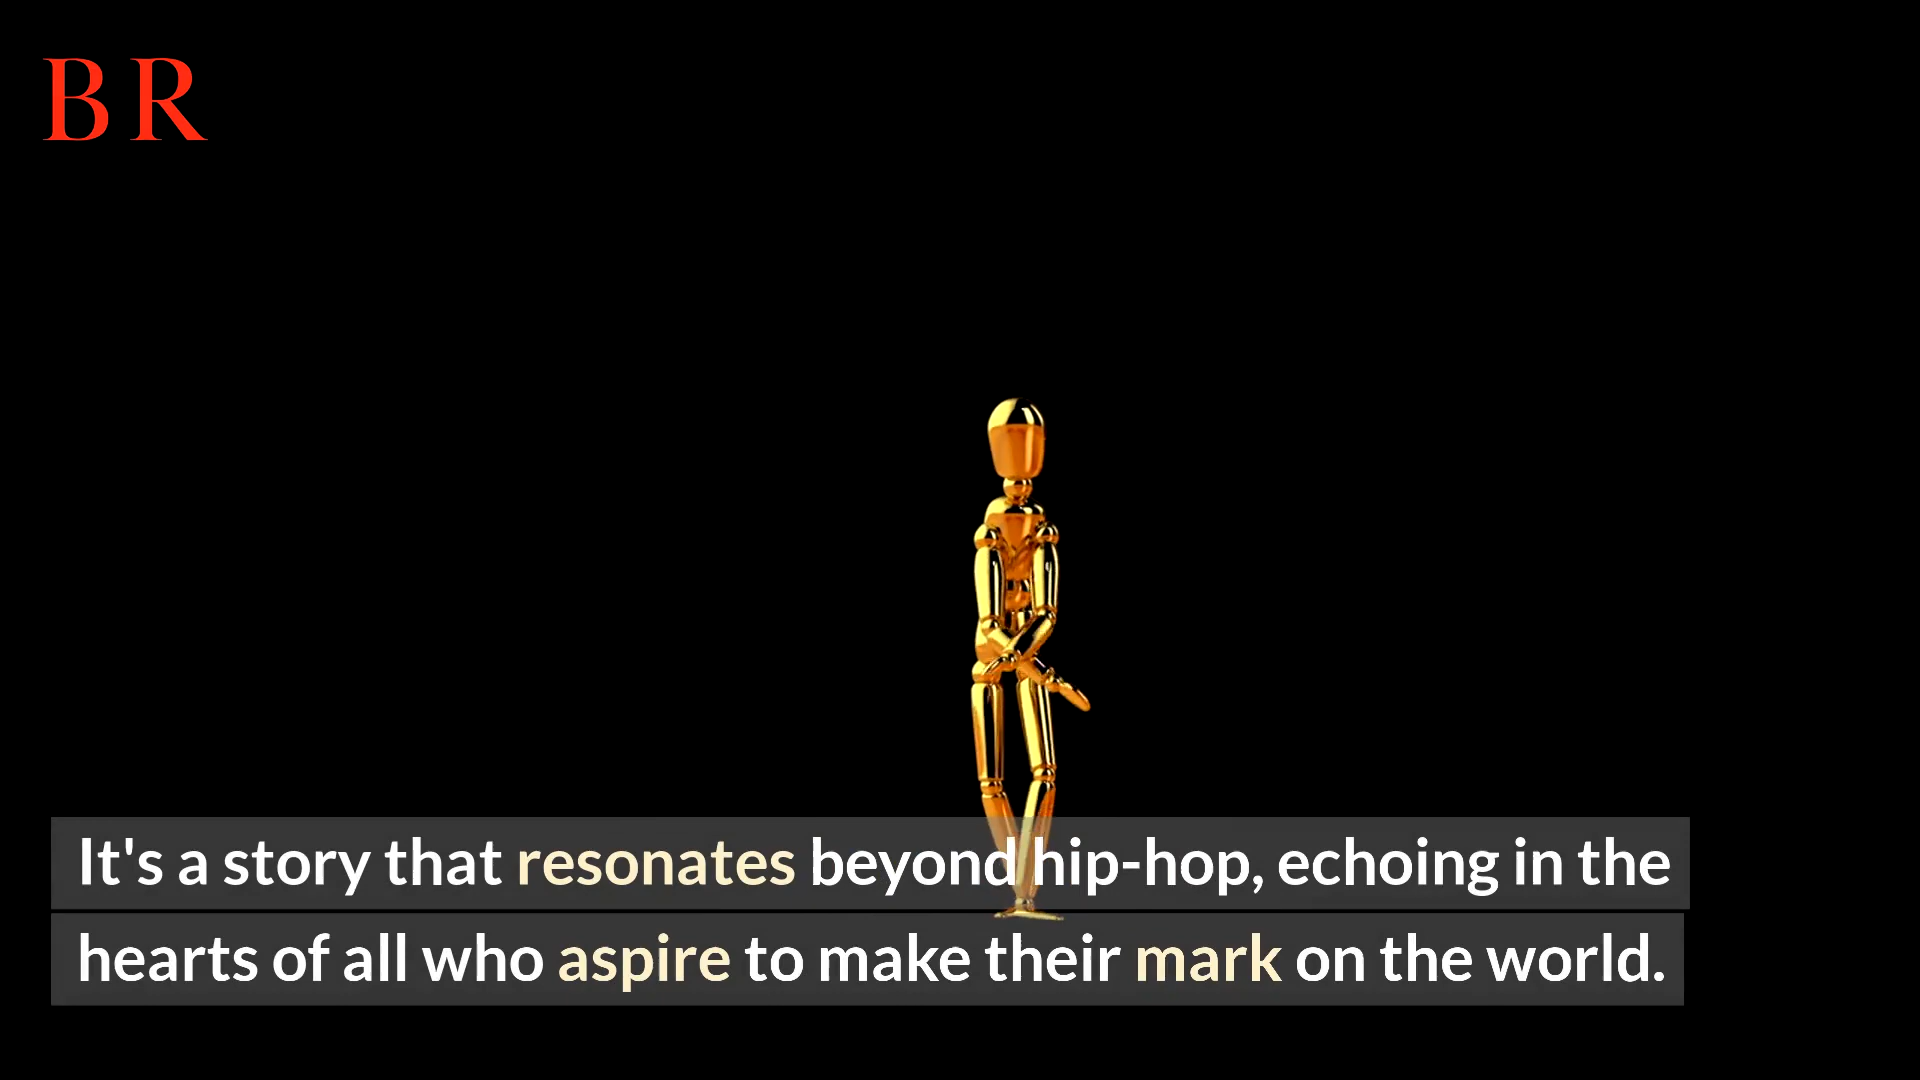 BR
It's a story that resonates beyond hip-hop, echoing in the
hearts of all who aspire to make their mark on the world.